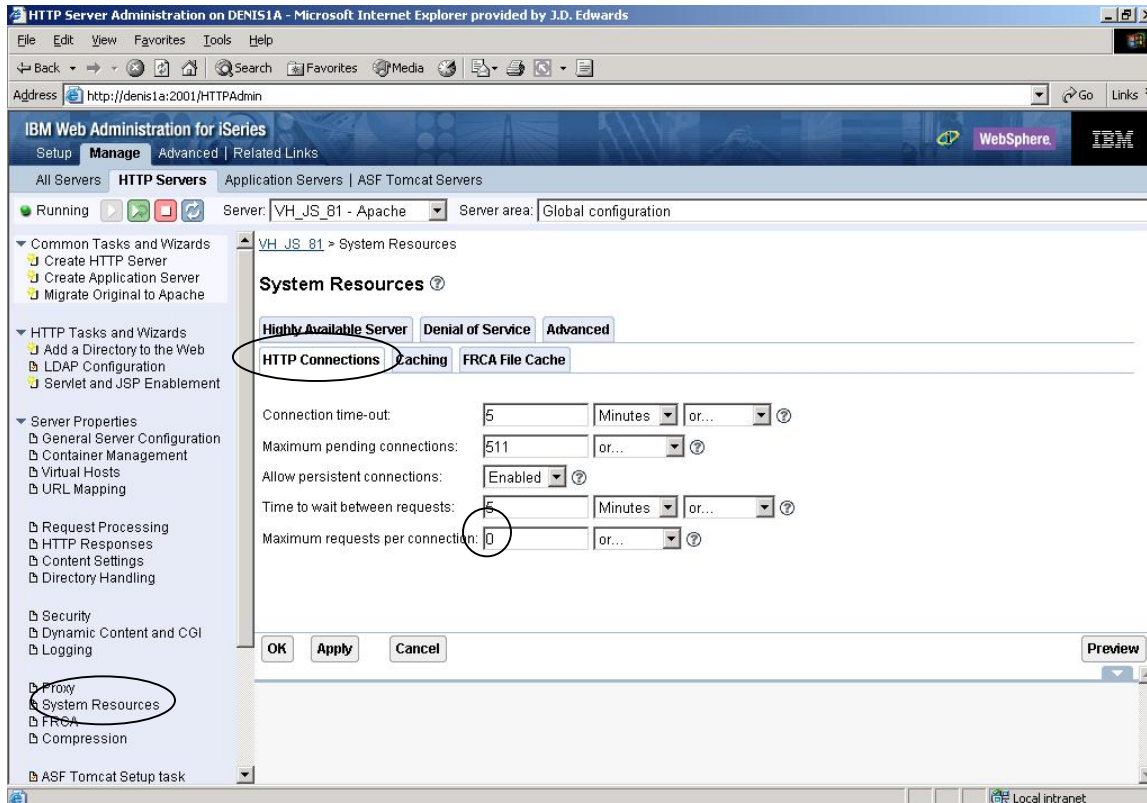 HTTP Server Administration on DENIS1A - Microsoft Internet Explorer provided by J.D. Edwards
File Edit View Favorites Tools Help
Back Search Favorites Media
Address http://denis1a:2001/HTTPAdmin Go Links
IBM Web Administration for iSeries
WebSphere. IBM
Setup Manage Advanced | Related Links
All Servers HTTP Servers Application Servers | ASF Tomcat Servers
Running Server: VH_JS_81 - Apache Server area: Global configuration
Common Tasks and Wizards
Create HTTP Server
Create Application Server
Migrate Original to Apache
HTTP Tasks and Wizards
Add a Directory to the Web
LDAP Configuration
Servlet and JSP Enablement
Server Properties
General Server Configuration
Container Management
Virtual Hosts
URL Mapping
Request Processing
HTTP Responses
Content Settings
Directory Handling
Security
Dynamic Content and CGI
Logging
Proxy
System Resources
FRCA
Compression
ASF Tomcat Setup task
VH_JS_81 > System Resources
System Resources ?
Highly Available Server Denial of Service Advanced
HTTP Connections Caching FRCA File Cache
Connection time-out: 5 Minutes or... ?
Maximum pending connections: 511 or... ?
Allow persistent connections: Enabled ?
Time to wait between requests: 5 Minutes or... ?
Maximum requests per connection: 0 or... ?
OK Apply Cancel Preview
Local intranet